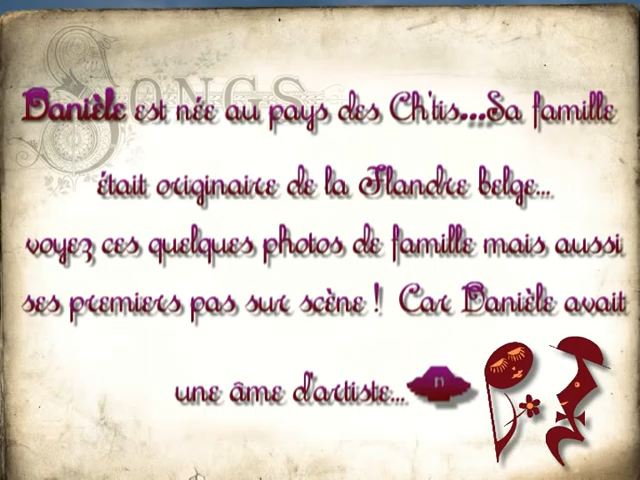 SONGS
Danièle est née au pays des Ch'tis...Sa famille
était originaire de la Flandre belge...
voyez ces quelques photos de famille mais aussi
ses premiers pas sur scène ! Car Danièle avait
une âme d'artiste...
n